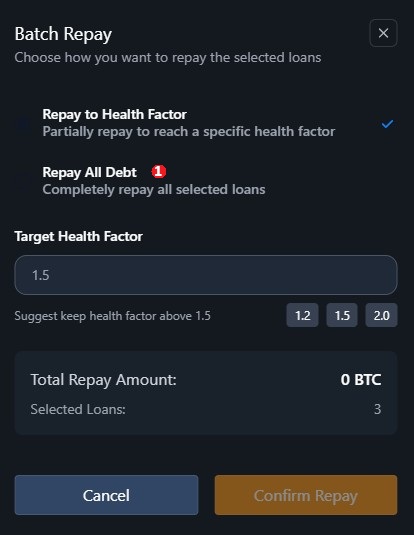 Batch Repay
Choose how you want to repay the selected loans
Repay to Health Factor
Partially repay to reach a specific health factor
Repay All Debt 1
Completely repay all selected loans
Target Health Factor
1.5
Suggest keep health factor above 1.5 1.2 1.5 2.0
Total Repay Amount: 0 BTC
Selected Loans: 3
Cancel Confirm Repay